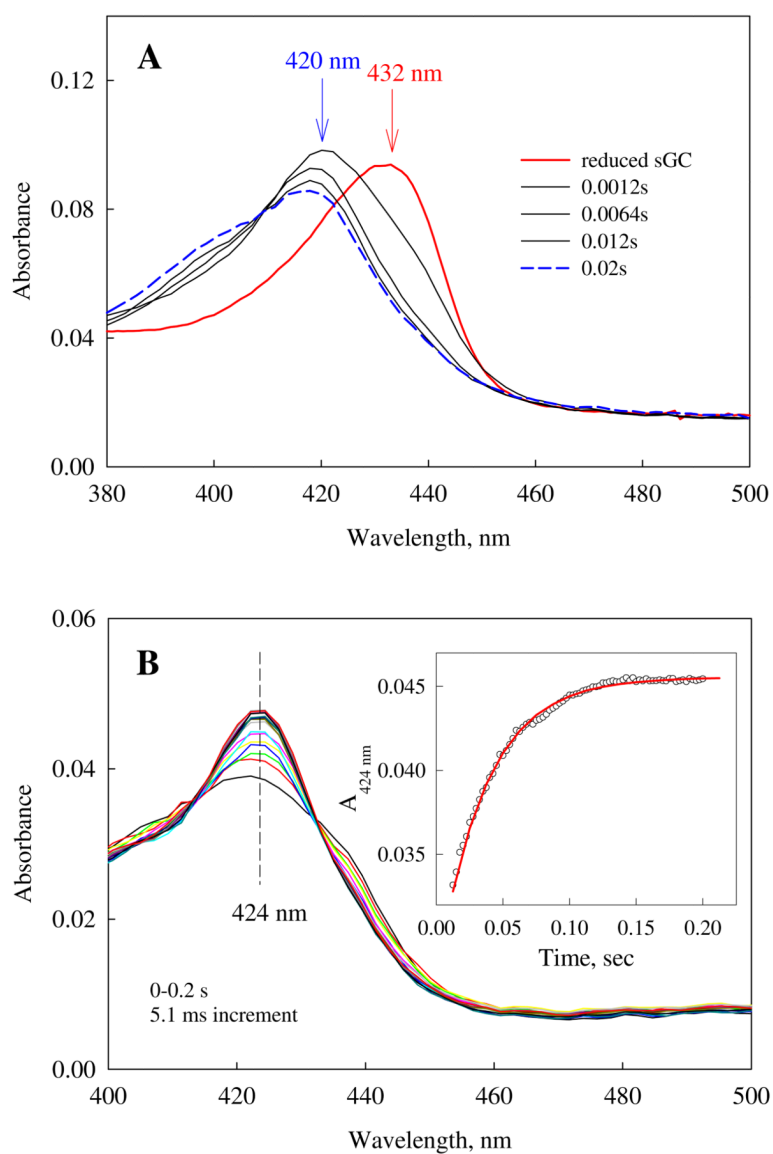 A
420 nm
432 nm
0.12
0.08
0.04
0.00
Absorbance
reduced sGC
0.0012s
0.0064s
0.012s
0.02s
380 400 420 440 460 480 500
Wavelength, nm
B
0.06
0.04
0.02
0.00
Absorbance
424 nm
0-0.2 s
5.1 ms increment
0.045
0.040
0.035
A424 nm
0.00 0.05 0.10 0.15 0.20
Time, sec
400 420 440 460 480 500
Wavelength, nm